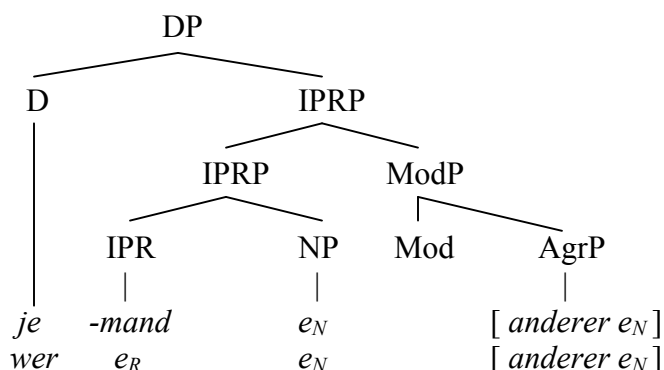 DP
D IPRP
IPRP ModP
IPR NP Mod AgrP
je -mand e_N [ anderer e_N ]
wer e_R e_N [ anderer e_N ]